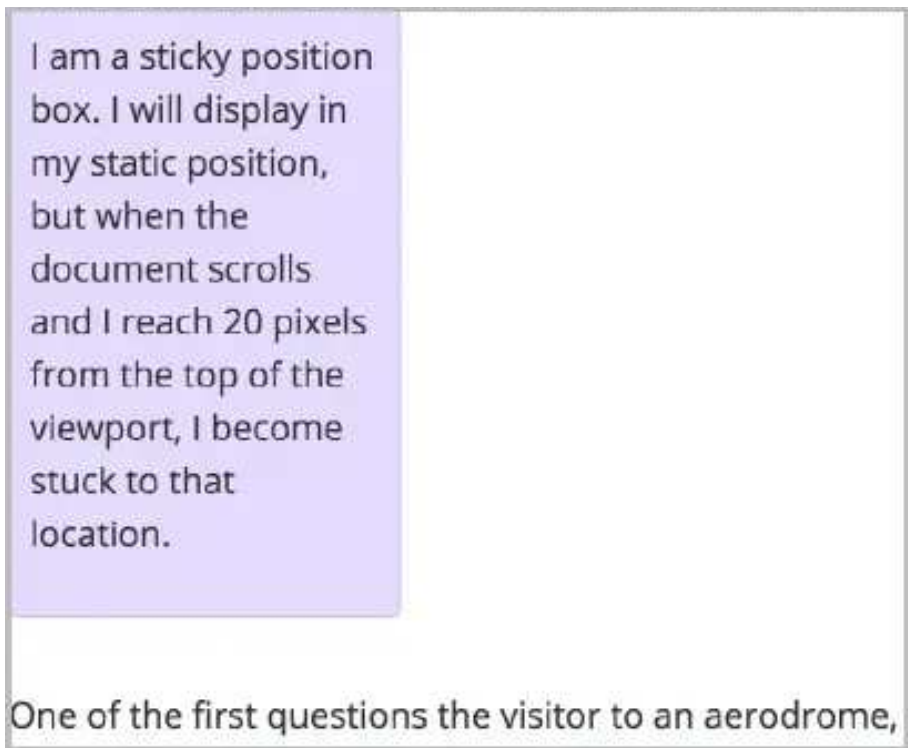 I am a sticky position
box. I will display in
my static position,
but when the
document scrolls
and I reach 20 pixels
from the top of the
viewport, I become
stuck to that
location.
One of the first questions the visitor to an aerodrome,